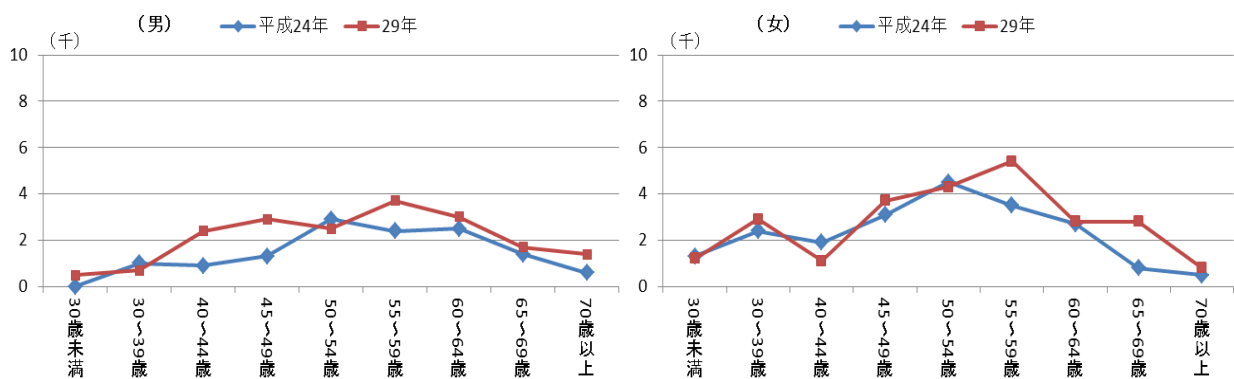 （男）
平成24年
29年
（千）
10
8
6
4
2
0
30歳未満
30～39歳
40～44歳
45～49歳
50～54歳
55～59歳
60～64歳
65～69歳
70歳以上
（女）
平成24年
29年
（千）
10
8
6
4
2
0
30歳未満
30～39歳
40～44歳
45～49歳
50～54歳
55～59歳
60～64歳
65～69歳
70歳以上